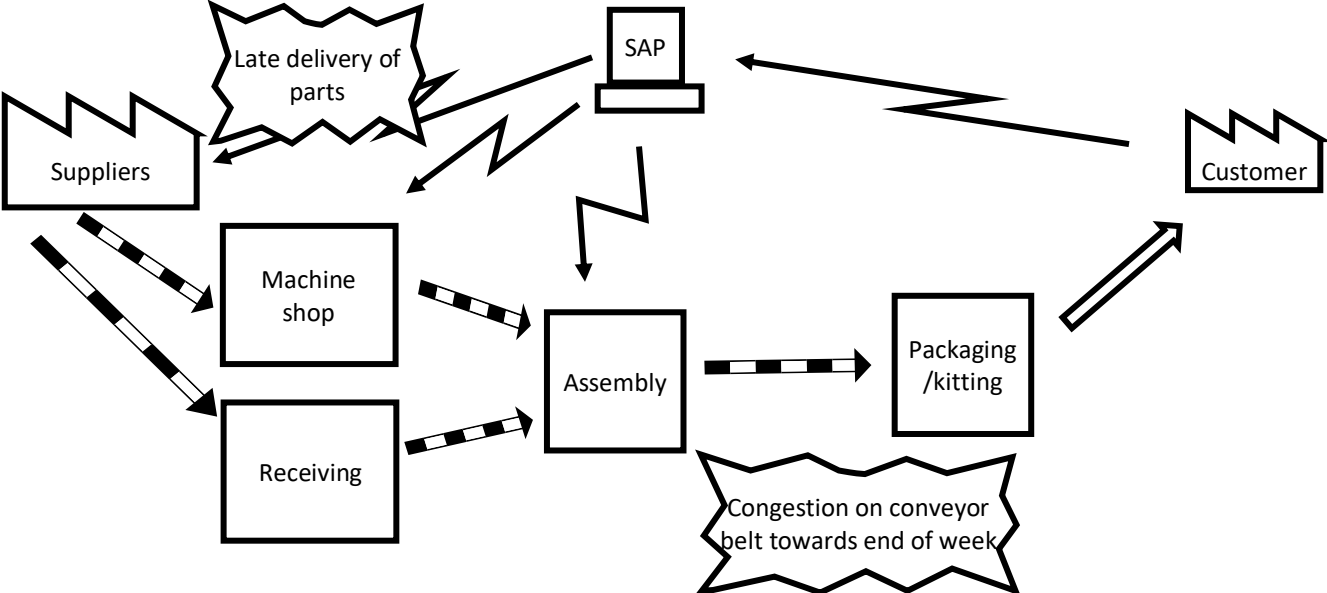 Late delivery of
parts
SAP
Suppliers
Customer
Machine
shop
Assembly
Packaging
/kitting
Receiving
Congestion on conveyor
belt towards end of week